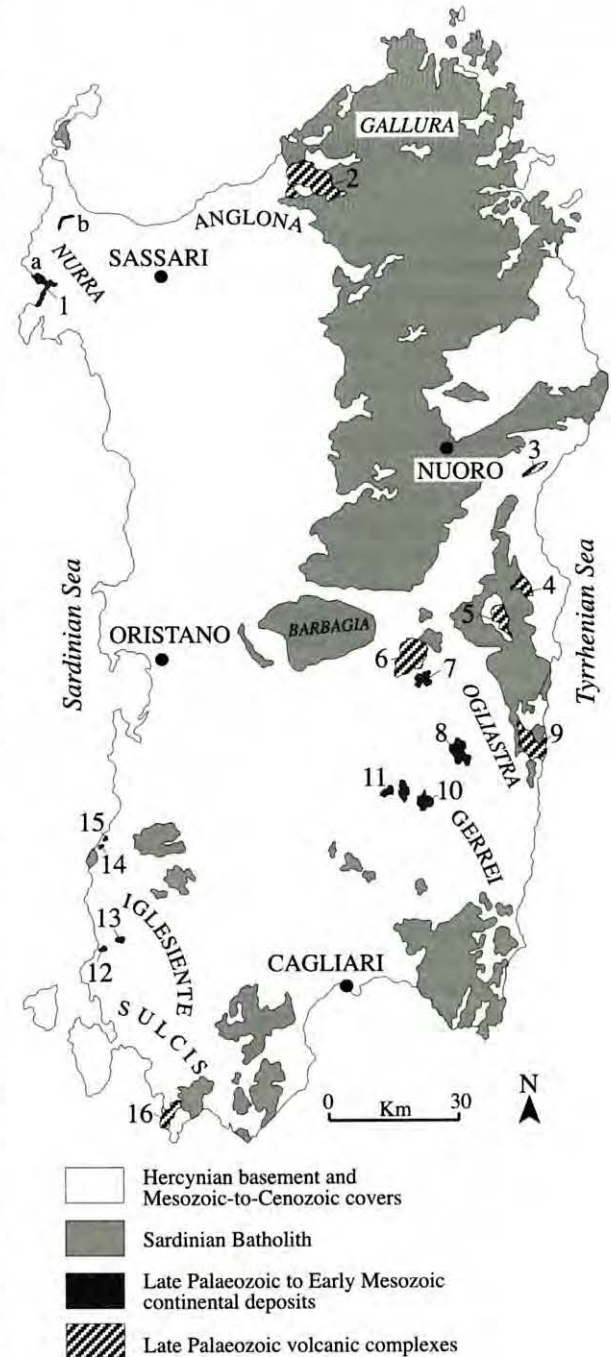 GALLURA
2
ANGLONA
b
SASSARI
NURRA
a
1
3
NUORO
4
5
Sardinian Sea
Tyrrhenian Sea
ORISTANO
BARBAGIA
6
7
OGLIASTRA
8
9
11
10
GERREI
15
14
13
IGLESIENTE
12
CAGLIARI
SULCIS
16
N
0 30
Km
Hercynian basement and
Mesozoic-to-Cenozoic covers
Sardinian Batholith
Late Palaeozoic to Early Mesozoic
continental deposits
Late Palaeozoic volcanic complexes